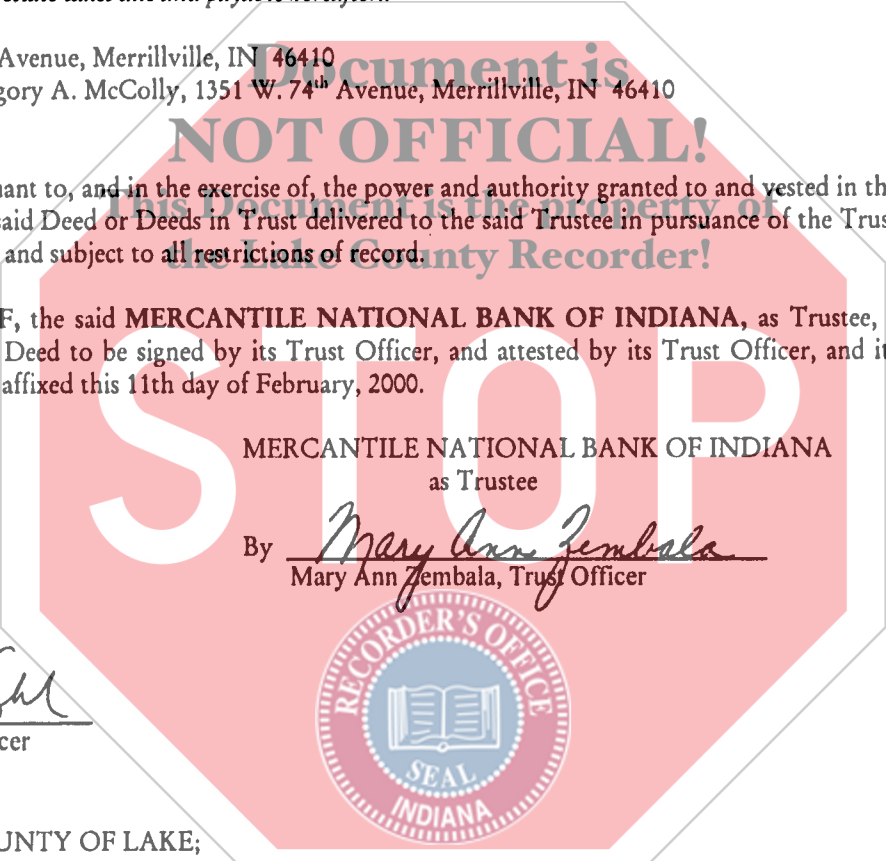 Avenue, Merrillville, IN 46410
gory A. McColly, 1351 W. 74th Avenue, Merrillville, IN 46410
Document is
NOT OFFICIAL!
This Document is the property of
the Lake County Recorder!
ant to, and in the exercise of, the power and authority granted to and vested in th
said Deed or Deeds in Trust delivered to the said Trustee in pursuance of the Trus
and subject to all restrictions of record.
F, the said MERCANTILE NATIONAL BANK OF INDIANA, as Trustee,
Deed to be signed by its Trust Officer, and attested by its Trust Officer, and it
affixed this 11th day of February, 2000.
STOP
MERCANTILE NATIONAL BANK OF INDIANA
as Trustee
By Mary Ann Zembala
Mary Ann Zembala, Trust Officer
RECORDER'S OFFICE
SEAL
INDIANA
cer
UNTY OF LAKE;